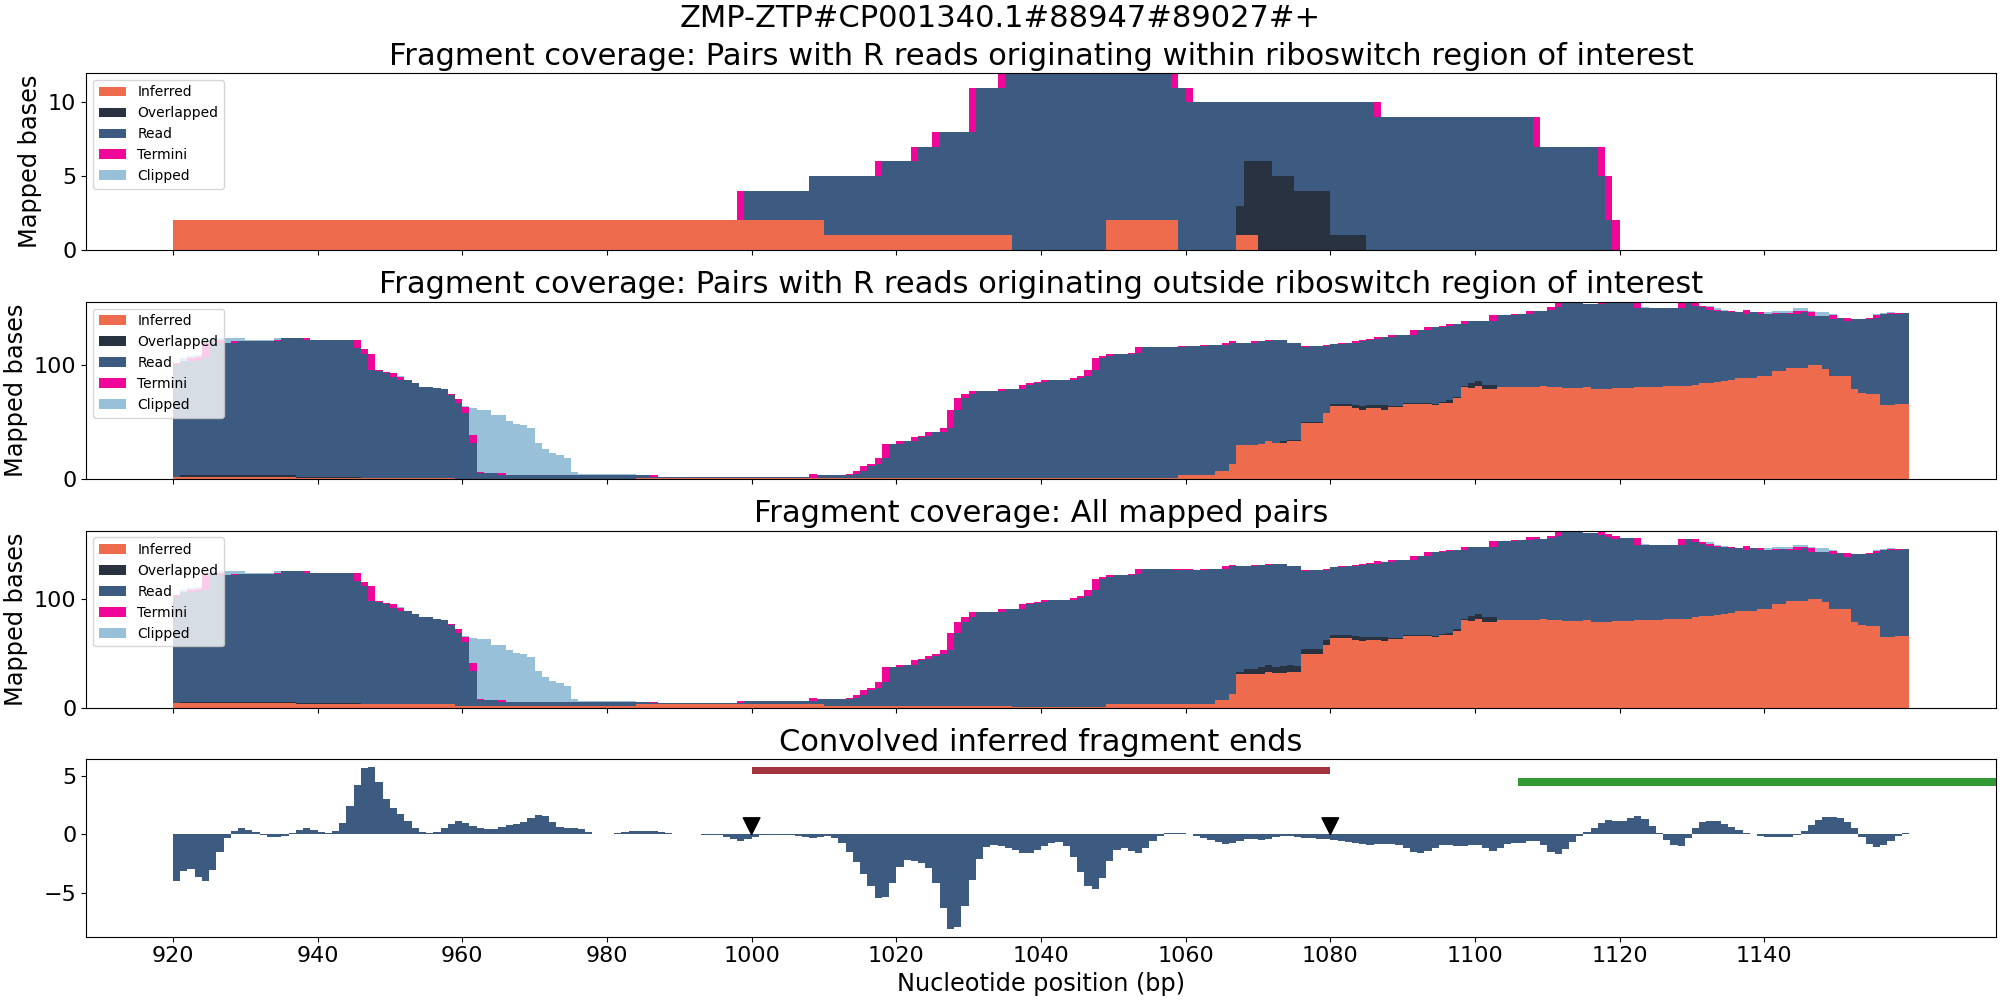 ZMP-ZTP#CP001340.1#88947#89027#+
Fragment coverage: Pairs with R reads originating within riboswitch region of interest
Mapped bases
10
5
0
Inferred
Overlapped
Read
Termini
Clipped
Fragment coverage: Pairs with R reads originating outside riboswitch region of interest
Mapped bases
100
0
Inferred
Overlapped
Read
Termini
Clipped
Fragment coverage: All mapped pairs
Mapped bases
100
0
Inferred
Overlapped
Read
Termini
Clipped
Convolved inferred fragment ends
5
0
−5
920 940 960 980 1000 1020 1040 1060 1080 1100 1120 1140
Nucleotide position (bp)